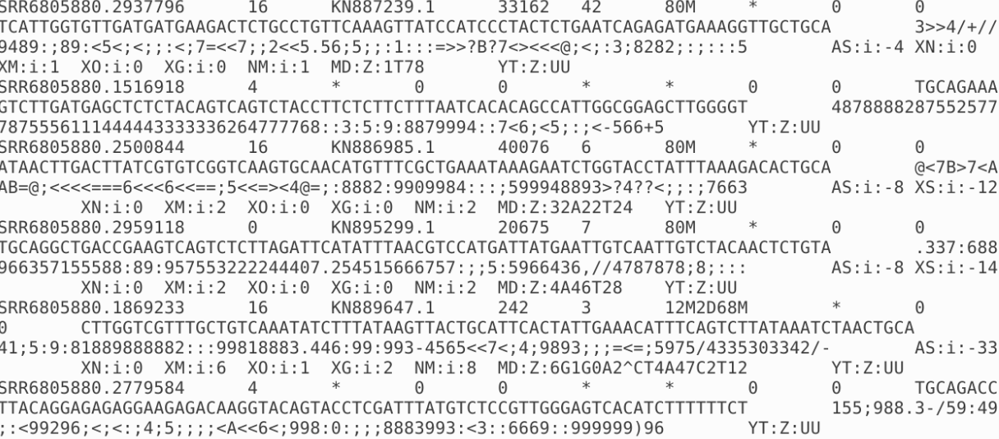 SRR6805880.2937796 16 KN887239.1 33162 42 80M * 0 0
TCATTGGTGTTGATGATGAAGACTCTGCCTGTTCAAAGTTATCCATCCCTACTCTGAATCAGAGATGAAAGGTTGCTGCA 3>>4/+//
9489:;89:<5<;<;;:<;7=<<7;;2<<5.56;5;;:1:::=>>?B?7<><<<@;<;:3;8282;:;:::5 AS:i:-4 XN:i:0
XM:i:1 XO:i:0 XG:i:0 NM:i:1 MD:Z:1T78 YT:Z:UU
SRR6805880.1516918 4 * 0 0 * * 0 0 TGCAGAAA
GTCTTGATGAGCTCTCTACAGTCAGTCTACCTTCTCTTCTTTAATCACACAGCCATTGGCGGAGCTTGGGGT 4878888287552577
7875556111444443333336264777768::3:5:9:8879994::7<6;<5;:;<-566+5 YT:Z:UU
SRR6805880.2500844 16 KN886985.1 40076 6 80M * 0 0
ATAACTTGACTTATCGTGTCGGTCAAGTGCAACATGTTTCGCTGAAATAAAGAATCTGGTACCTATTTAAAGACACTGCA @<7B>7<A
AB=@;<<<<===6<<<6<<==;5<<=><4@=;:8882:9909984:::;599948893>?4??<;;:;7663 AS:i:-8 XS:i:-12
XN:i:0 XM:i:2 XO:i:0 XG:i:0 NM:i:2 MD:Z:32A22T24 YT:Z:UU
SRR6805880.2959118 0 KN895299.1 20675 7 80M * 0 0
TGCAGGCTGACCGAAGTCAGTCTCTTAGATTCATATTTAACGTCCATGATTATGAATTGTCAATTGTCTACAACTCTGTA .337:688
966357155588:89:957553222244407.254515666757:;;5:5966436,//4787878;8;::: AS:i:-8 XS:i:-14
XN:i:0 XM:i:2 XO:i:0 XG:i:0 NM:i:2 MD:Z:4A46T28 YT:Z:UU
SRR6805880.1869233 16 KN889647.1 242 3 12M2D68M * 0
0 CTTGGTCGTTTGCTGTCAAATATCTTTATAAGTTACTGCATTCACTATTGAAACATTTCAGTCTTATAAATCTAACTGCA
41;5:9:81889888882:::99818883.446:99:993-4565<<7<;4;9893;;;=<=;5975/4335303342/- AS:i:-33
XN:i:0 XM:i:6 XO:i:1 XG:i:2 NM:i:8 MD:Z:6G1G0A2^CT4A47C2T12 YT:Z:UU
SRR6805880.2779584 4 * 0 0 * * 0 0 TGCAGACC
TTACAGGAGAGAGGAAGAGACAAGGTACAGTACCTCGATTTATGTCTCCGTTGGGAGTCACATCTTTTTTCT 155;988.3-/59:49
;:<99296;<;<:;4;5;;;;<A<<6<;998:0:;;;8883993:<3::6669::999999)96 YT:Z:UU